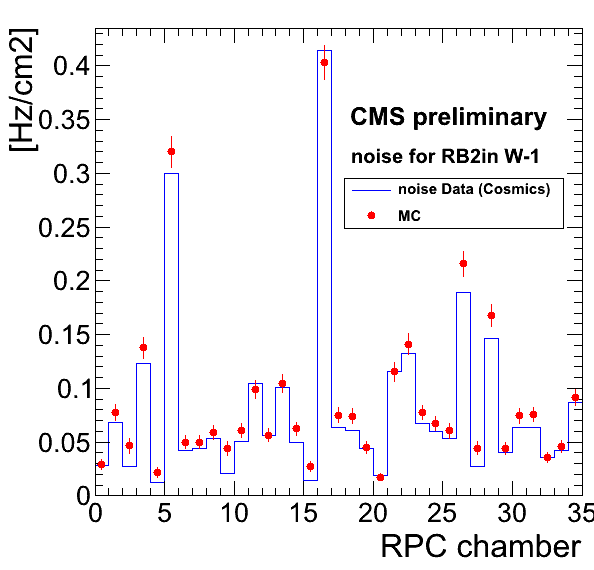 [Hz/cm2]
0.4
0.35
0.3
0.25
0.2
0.15
0.1
0.05
0
CMS preliminary
noise for RB2in W-1
noise Data (Cosmics)
MC
0 5 10 15 20 25 30 35
RPC chamber